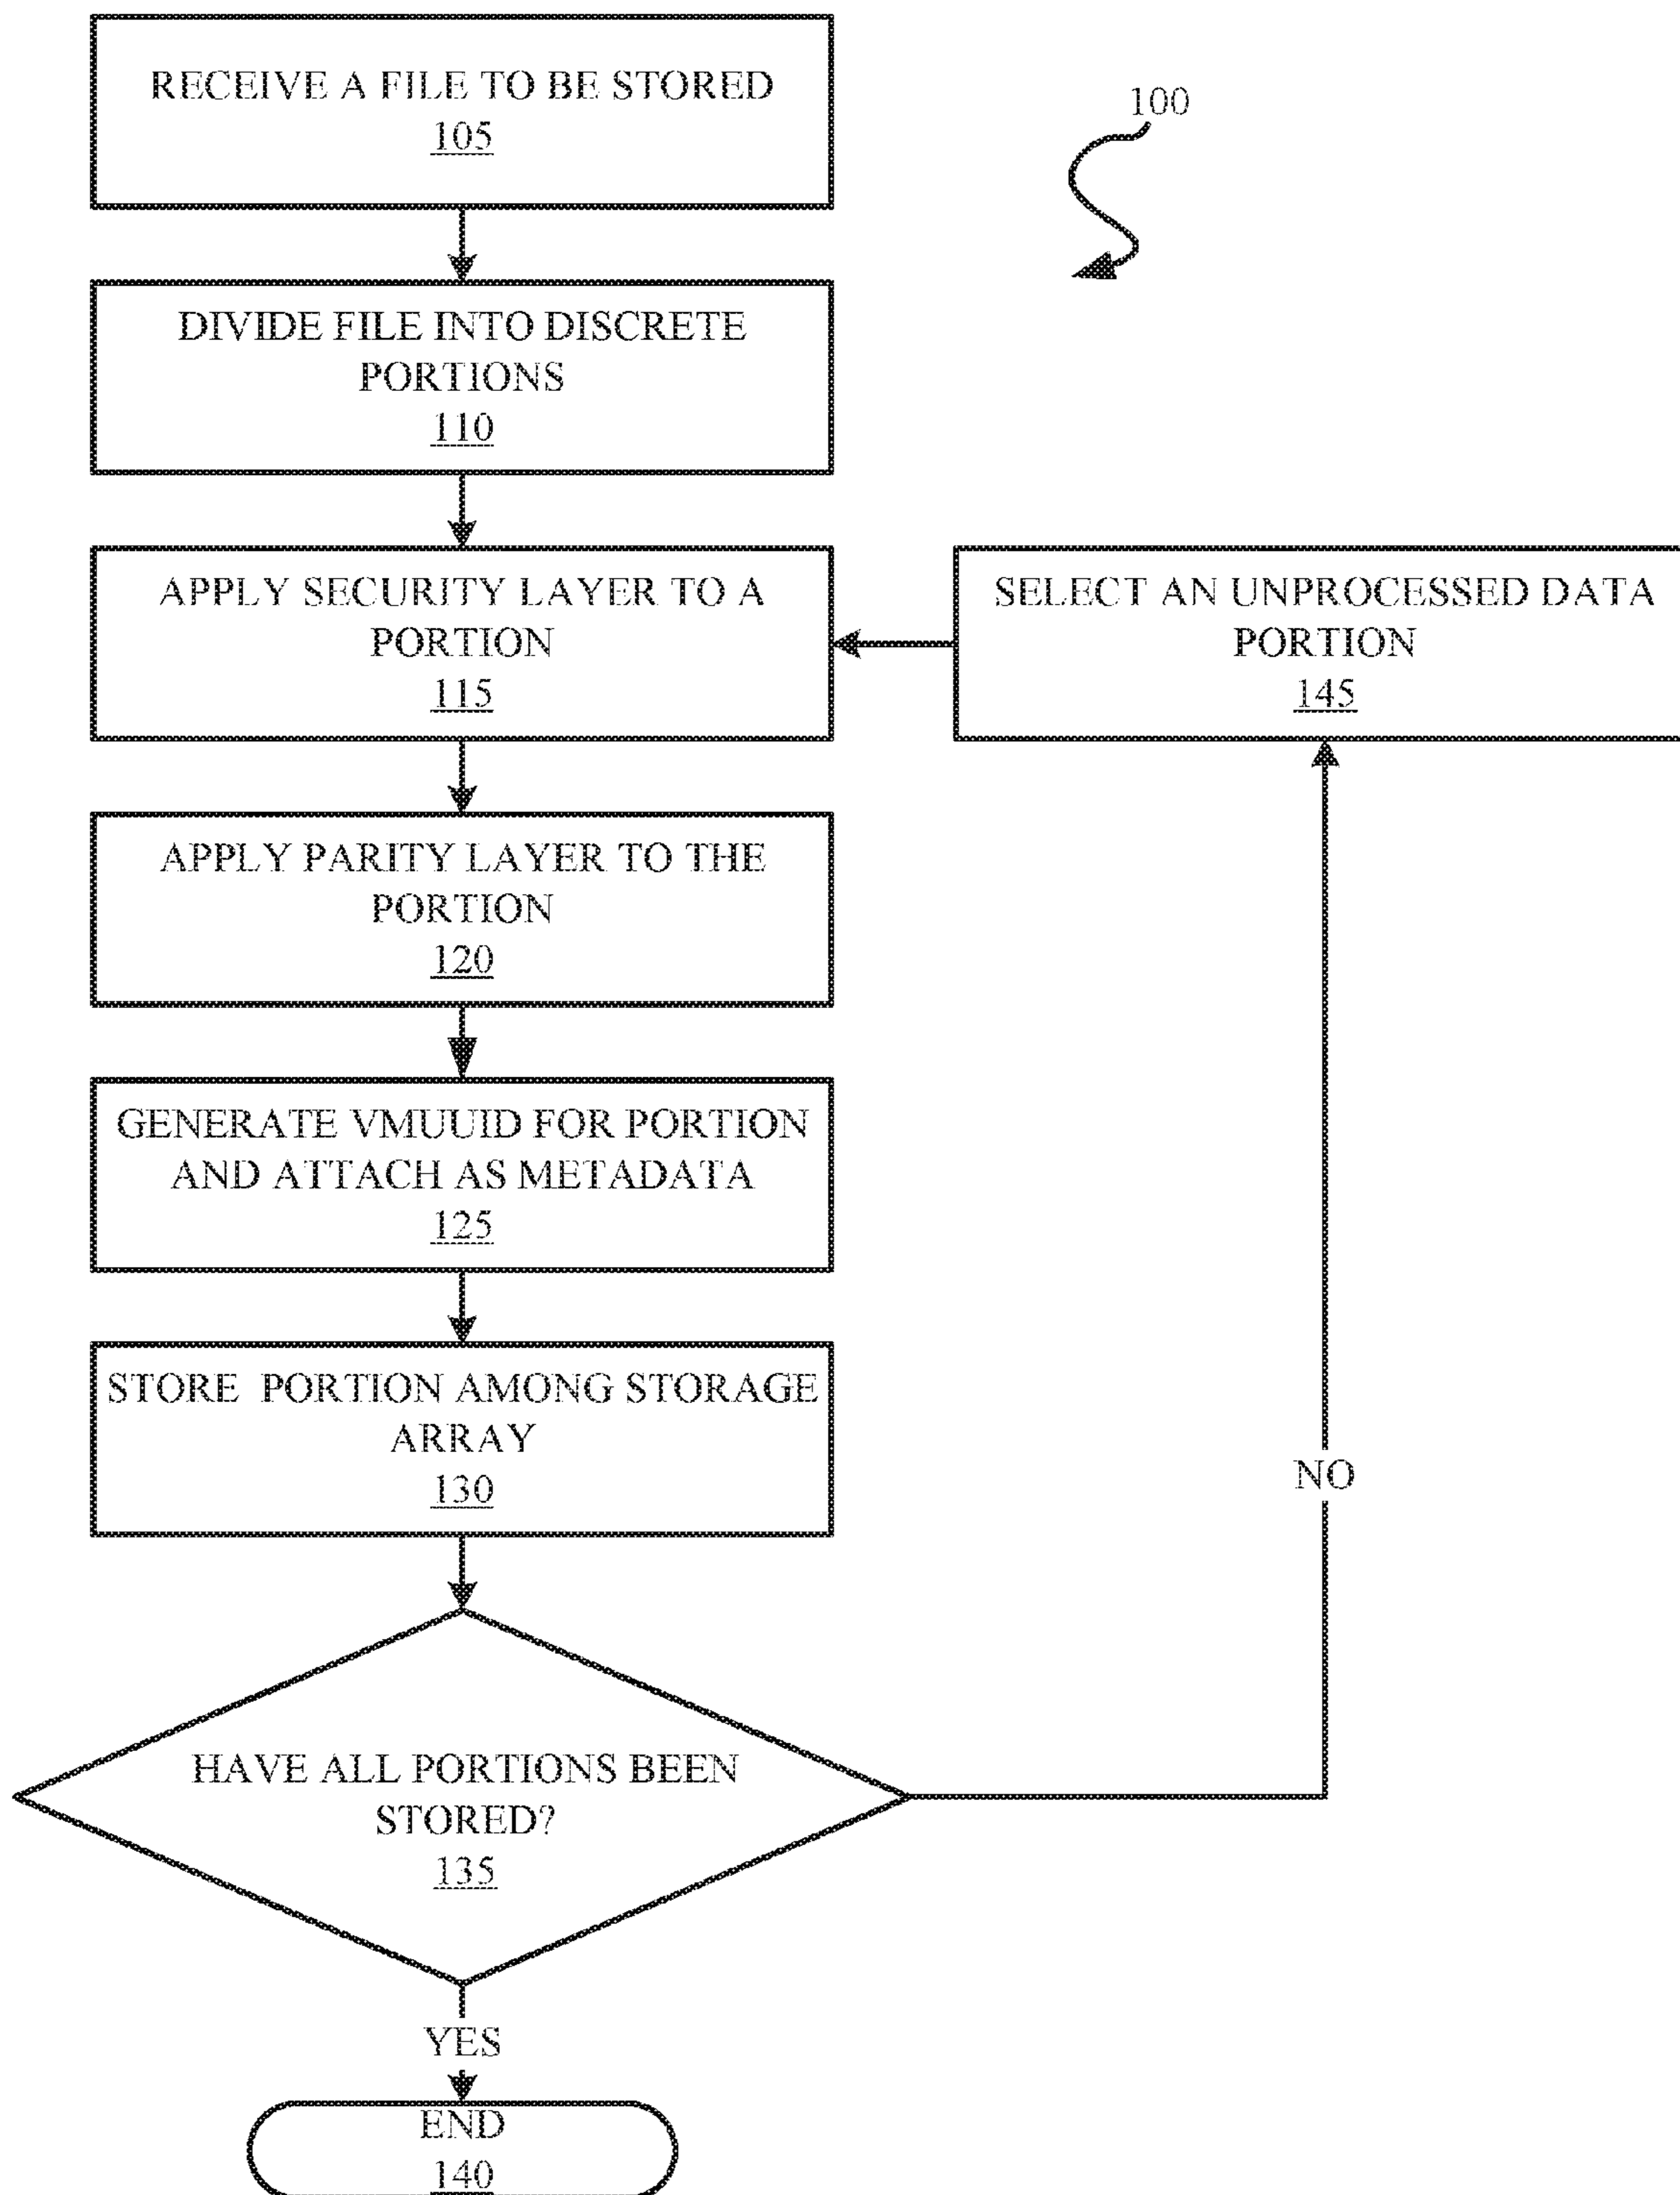 RECEIVE A FILE TO BE STORED
105
100
DIVIDE FILE INTO DISCRETE
PORTIONS
110
APPLY SECURITY LAYER TO A
PORTION
115
SELECT AN UNPROCESSED DATA
PORTION
145
APPLY PARITY LAYER TO THE
PORTION
120
GENERATE VMUUID FOR PORTION
AND ATTACH AS METADATA
125
STORE PORTION AMONG STORAGE
ARRAY
130
NO
HAVE ALL PORTIONS BEEN
STORED?
135
YES
END
140